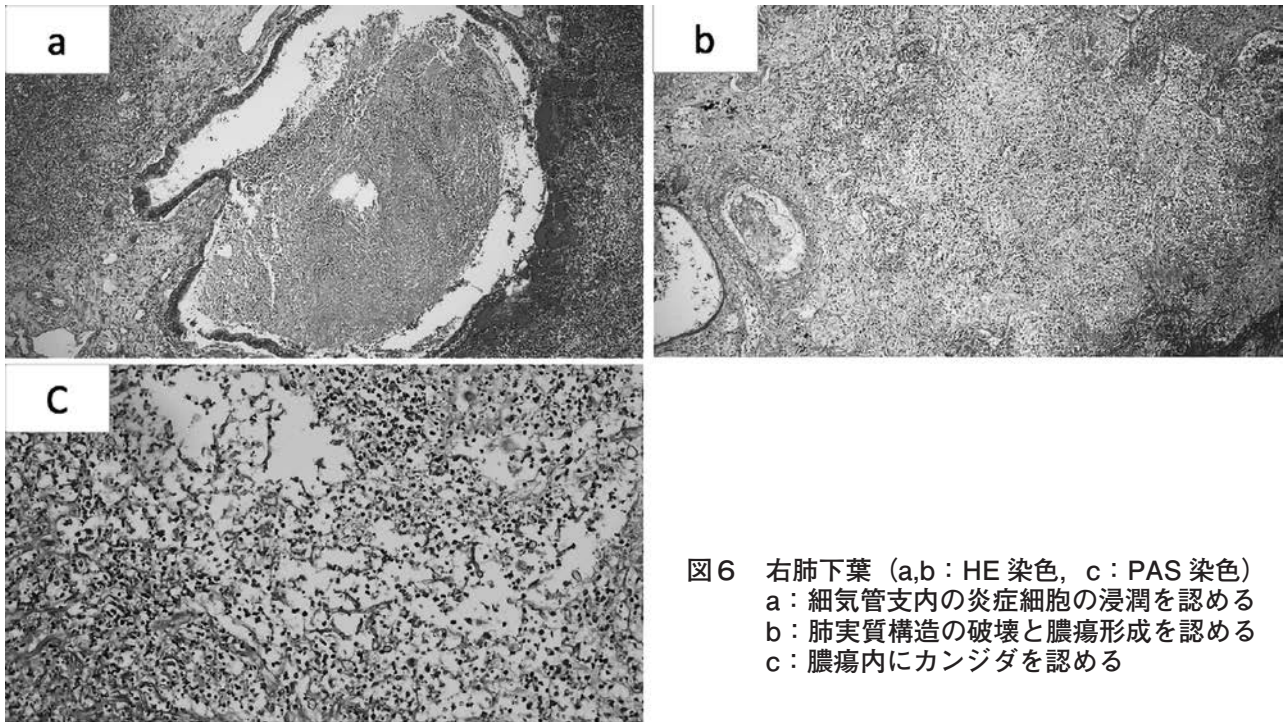 a
b
C
図6 右肺下葉（a,b：HE 染色，c：PAS 染色）
a：細気管支内の炎症細胞の浸潤を認める
b：肺実質構造の破壊と膿瘍形成を認める
c：膿瘍内にカンジダを認める